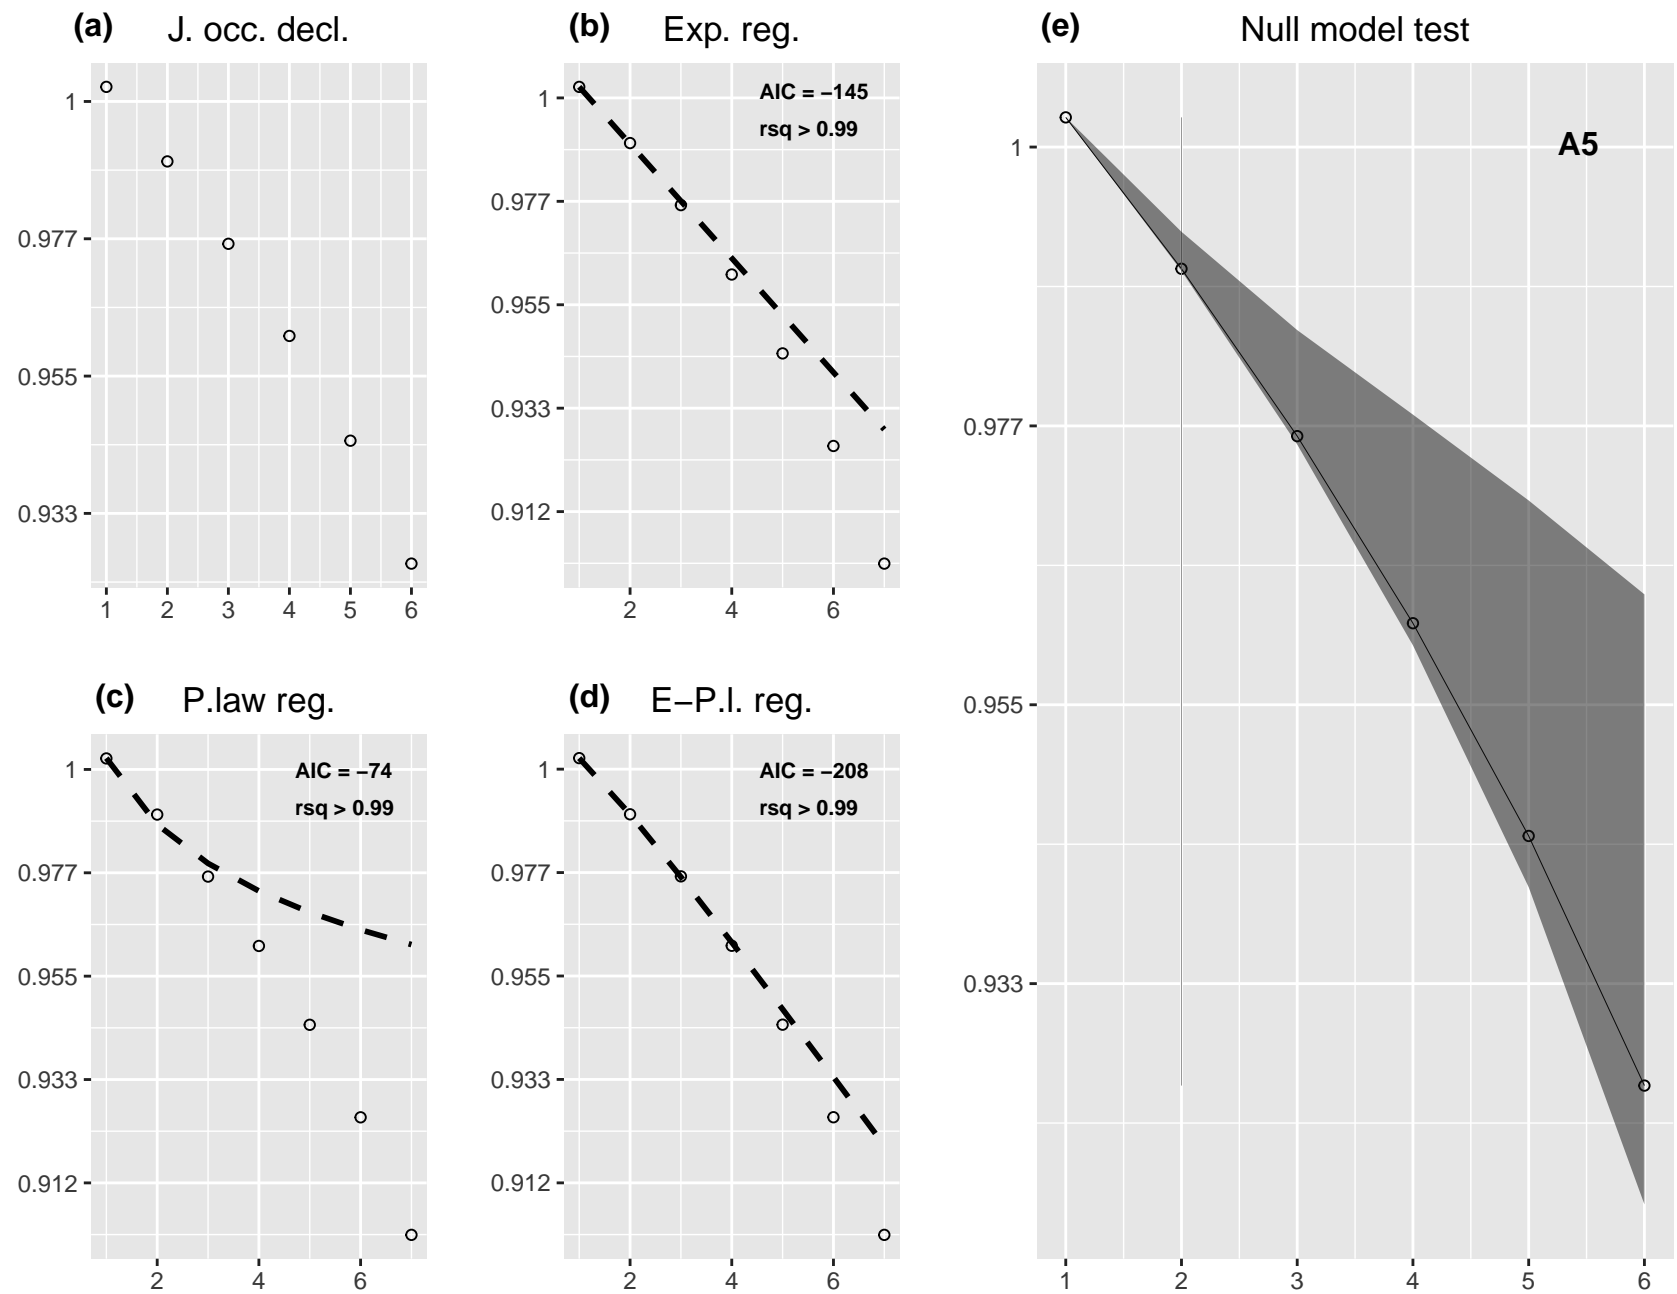 (a) J. occ. decl.
1
0.977
0.955
0.933
1 2 3 4 5 6
(b) Exp. reg.
AIC = −145
rsq > 0.99
1
0.977
0.955
0.933
0.912
2 4 6
(c) P.law reg.
AIC = −74
rsq > 0.99
1
0.977
0.955
0.933
0.912
2 4 6
(d) E−P.l. reg.
AIC = −208
rsq > 0.99
1
0.977
0.955
0.933
0.912
2 4 6
(e) Null model test
A5
1
0.977
0.955
0.933
1 2 3 4 5 6